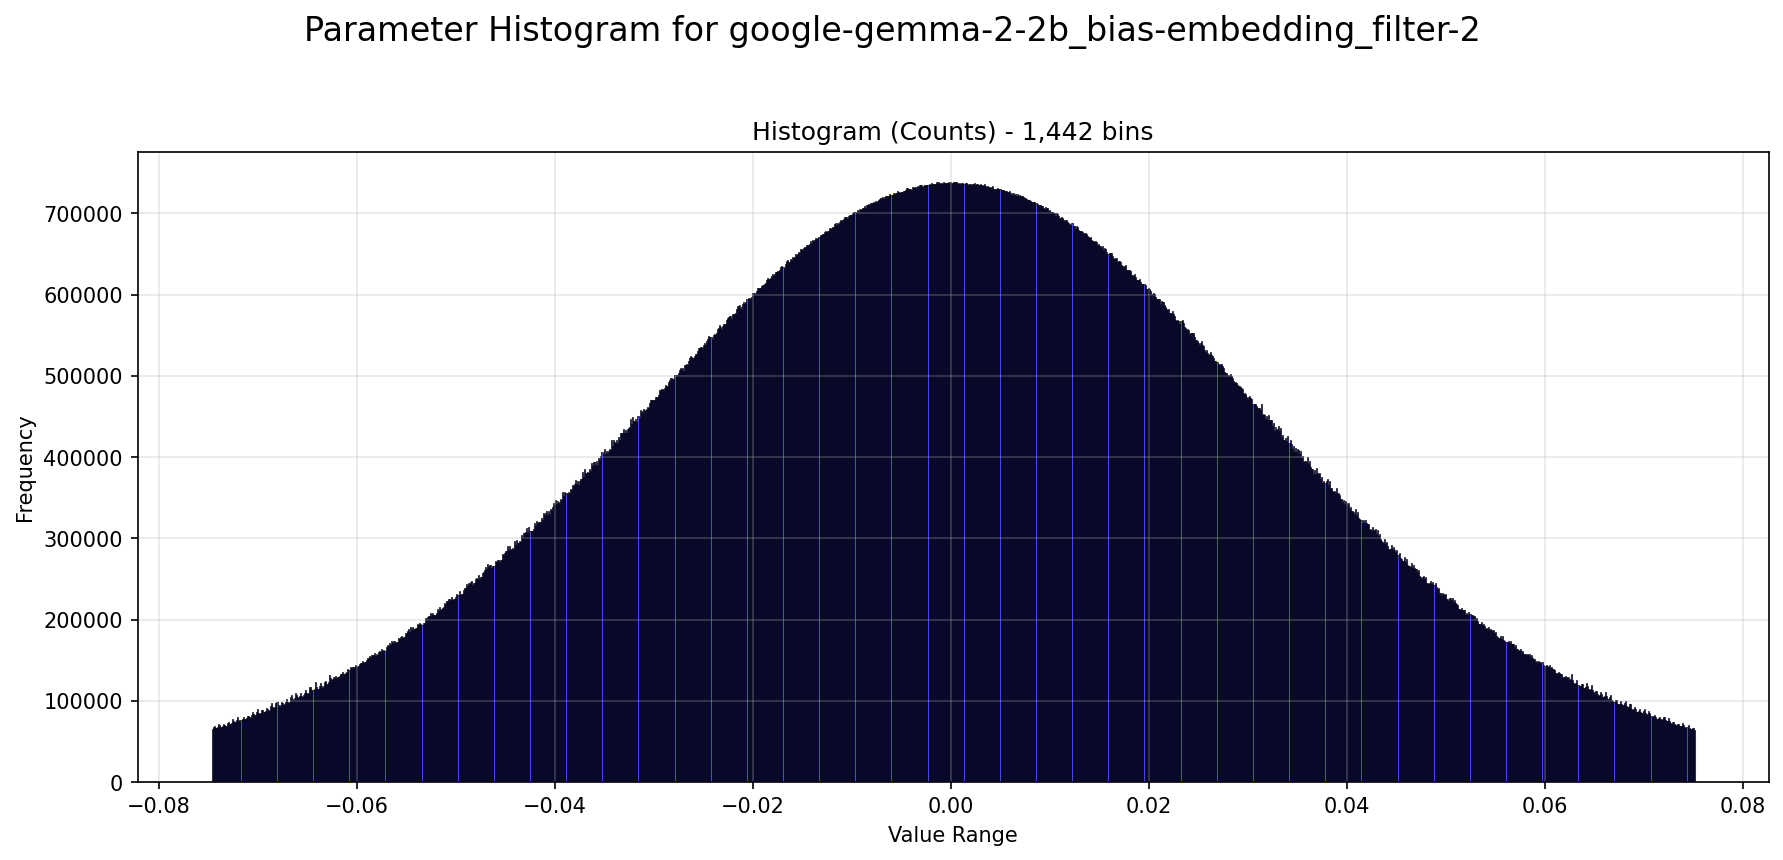 Parameter Histogram for google-gemma-2-2b_bias-embedding_filter-2
Histogram (Counts) - 1,442 bins
700000
600000
500000
400000
300000
200000
100000
0
Frequency
−0.08 −0.06 −0.04 −0.02 0.00 0.02 0.04 0.06 0.08
Value Range